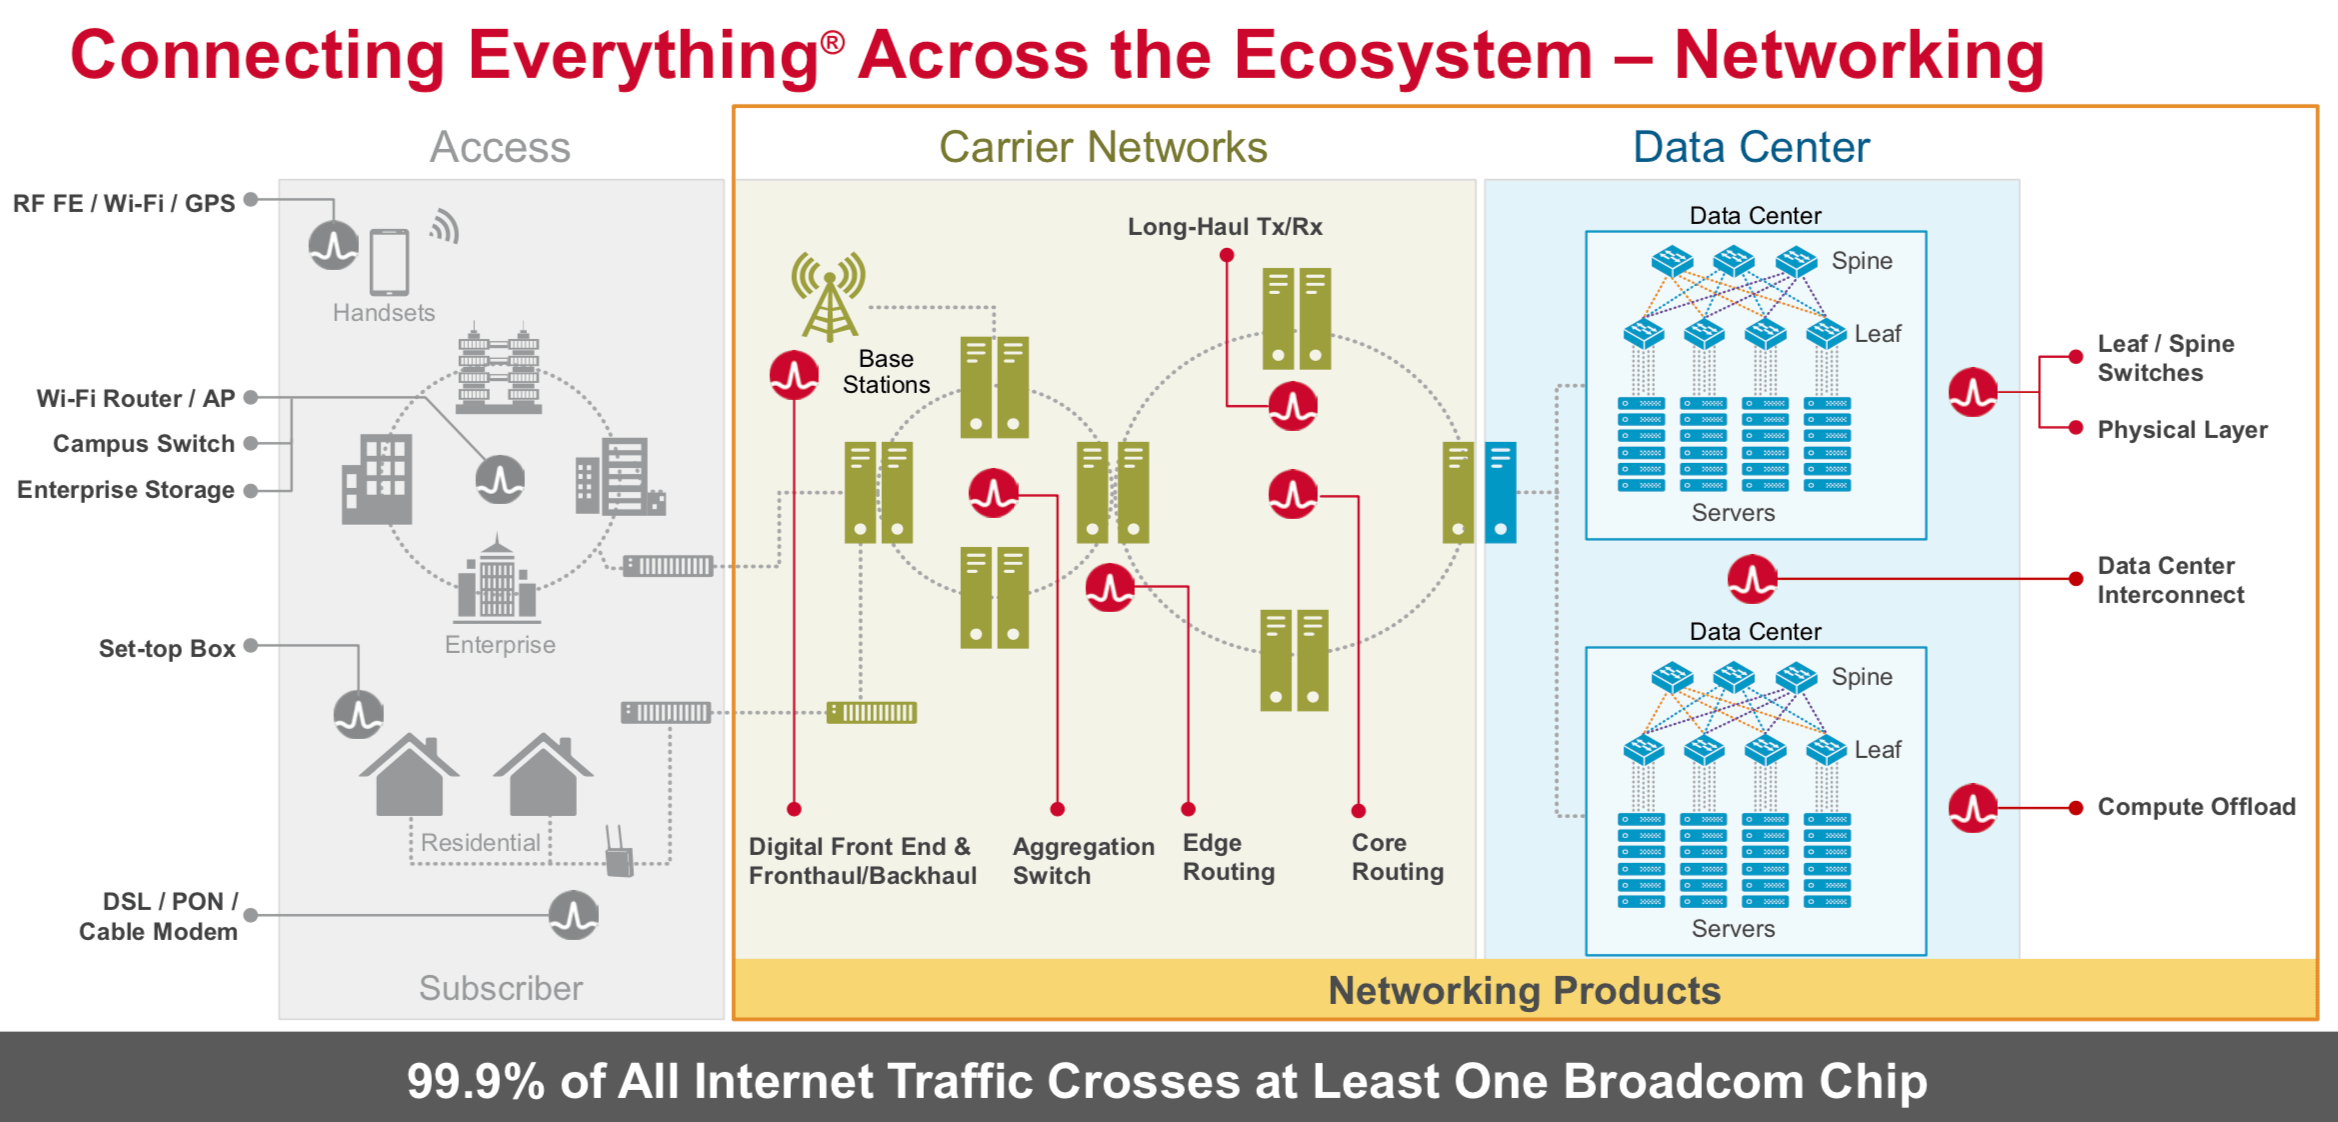 Connecting Everything® Across the Ecosystem – Networking
Access
RF FE / Wi-Fi / GPS
Handsets
Wi-Fi Router / AP
Campus Switch
Enterprise Storage
Enterprise
Set-top Box
Residential
DSL / PON /
Cable Modem
Subscriber
Carrier Networks
Long-Haul Tx/Rx
Base
Stations
Digital Front End &
Fronthaul/Backhaul
Aggregation
Switch
Edge
Routing
Core
Routing
Data Center
Data Center
Spine
Leaf
Servers
Leaf / Spine
Switches
Physical Layer
Data Center
Interconnect
Data Center
Spine
Leaf
Servers
Compute Offload
Networking Products
99.9% of All Internet Traffic Crosses at Least One Broadcom Chip